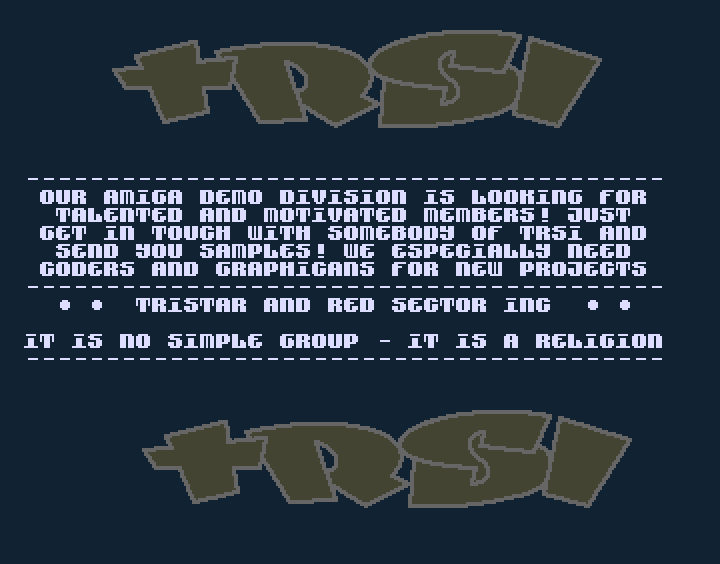 TRSI
OUR AMiGA DEMO DiViSiON iS LOOKiNG FOR
TALENTED AND MOTiVATED MEMBERS! JUST
GET iN TOUCH WiTH SOMEBODY OF TRSi AND
SEND YOU SAMPLES! WE ESPECiALLY NEED
CODERS AND GRAPHiCANS FOR NEW PROJECTS
• • TRiSTAR AND RED SECTOR iNC • •
iT iS NO SiMPLE GROUP - iT iS A RELiGiON
TRSI